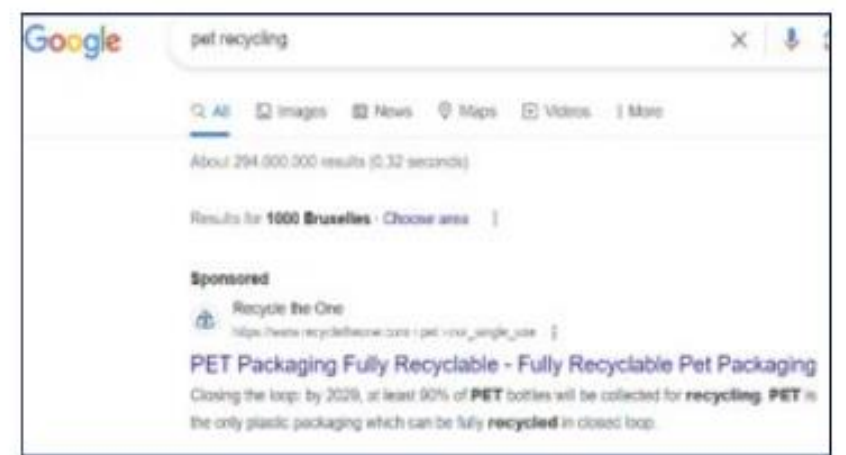 Google pet recycling
All Images News Maps Videos More
About 294.000.000 results (0.32 seconds)
Results for 1000 Bruxelles · Choose area
Sponsored
Recycle the One
PET Packaging Fully Recyclable - Fully Recyclable Pet Packaging
Closing the loop: by 2029, at least 90% of PET bottles will be collected for recycling. PET is
the only plastic packaging which can be fully recycled in closed loop.